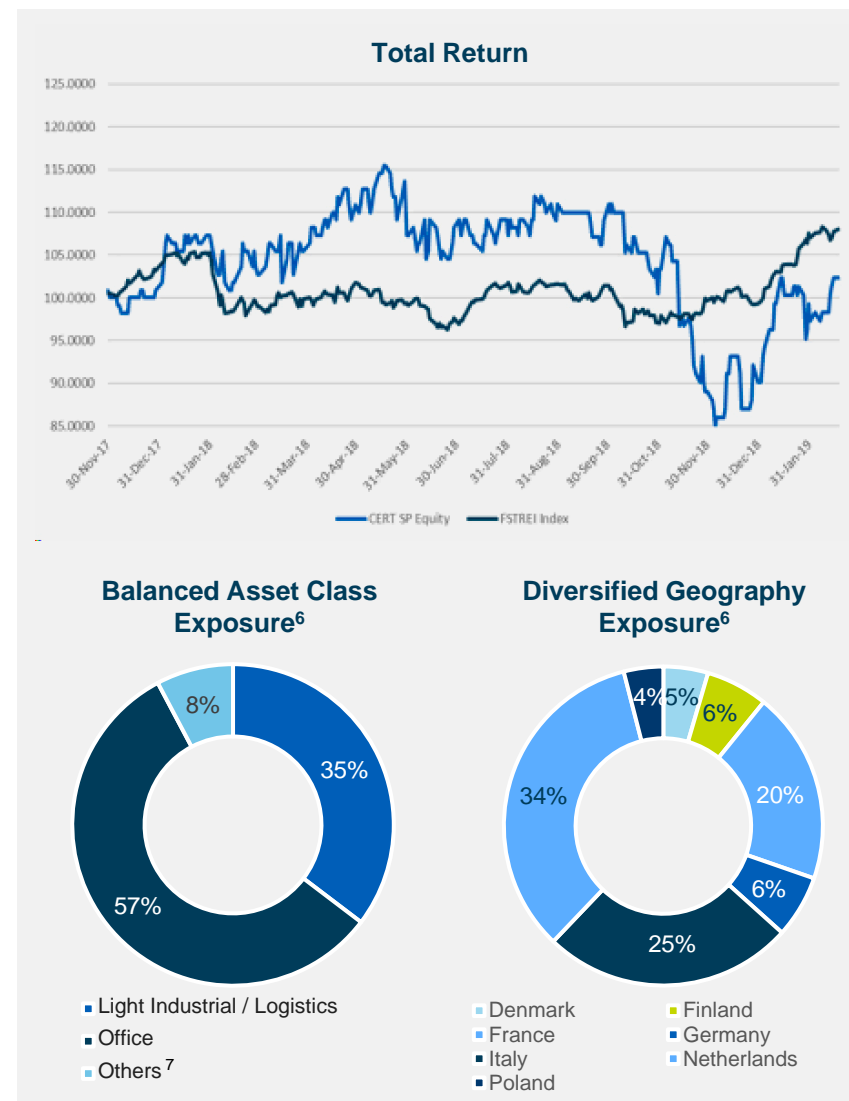 Total Return
125.0000
120.0000
115.0000
110.0000
105.0000
100.0000
95.0000
90.0000
85.0000
30-Nov-17
31-Dec-17
31-Jan-18
28-Feb-18
31-Mar-18
30-Apr-18
31-May-18
30-Jun-18
31-Jul-18
31-Aug-18
30-Sep-18
31-Oct-18
30-Nov-18
31-Dec-18
31-Jan-19
CERT SP Equity
FSTREI Index
Balanced Asset Class
Exposure6
8%
35%
57%
Light Industrial / Logistics
Office
Others 7
Diversified Geography
Exposure6
4%
5%
6%
20%
6%
25%
34%
Denmark
Finland
France
Germany
Italy
Netherlands
Poland